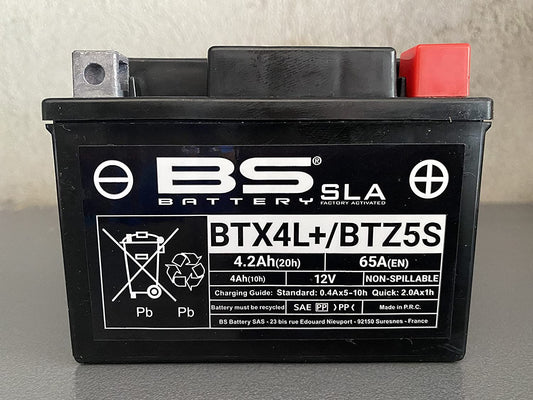 BS®
BATTERY
SLA
FACTORY ACTIVATED
BTX4L+/BTZ5S
4.2Ah(20h) 65A(EN)
4Ah(10h) 12V NON-SPILLABLE
Charging Guide: Standard: 0.4Ax5-10h Quick: 2.0Ax1h
Battery must be recycled SAE PP >PP< Made in P.R.C.
BS Battery SAS - 23 bis rue Edouard Nieuport - 92150 Suresnes - France
Pb Pb